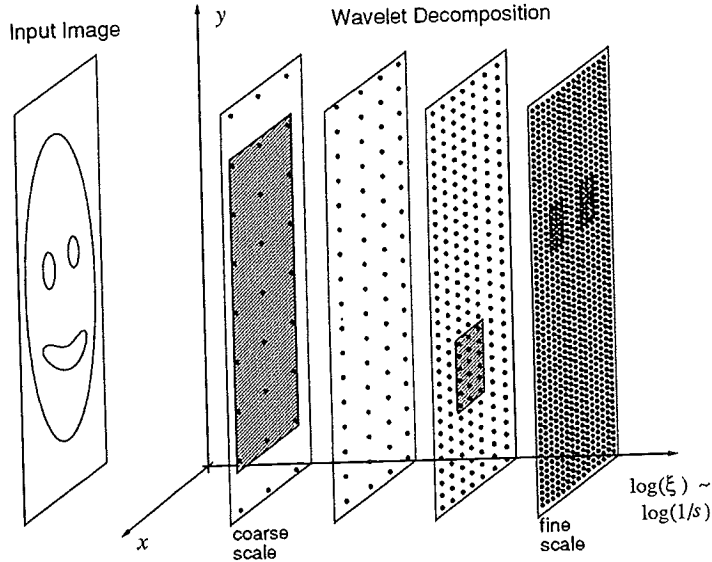 Input Image
y
Wavelet Decomposition
x
coarse
scale
fine
scale
log(ξ) ~
log(1/s)